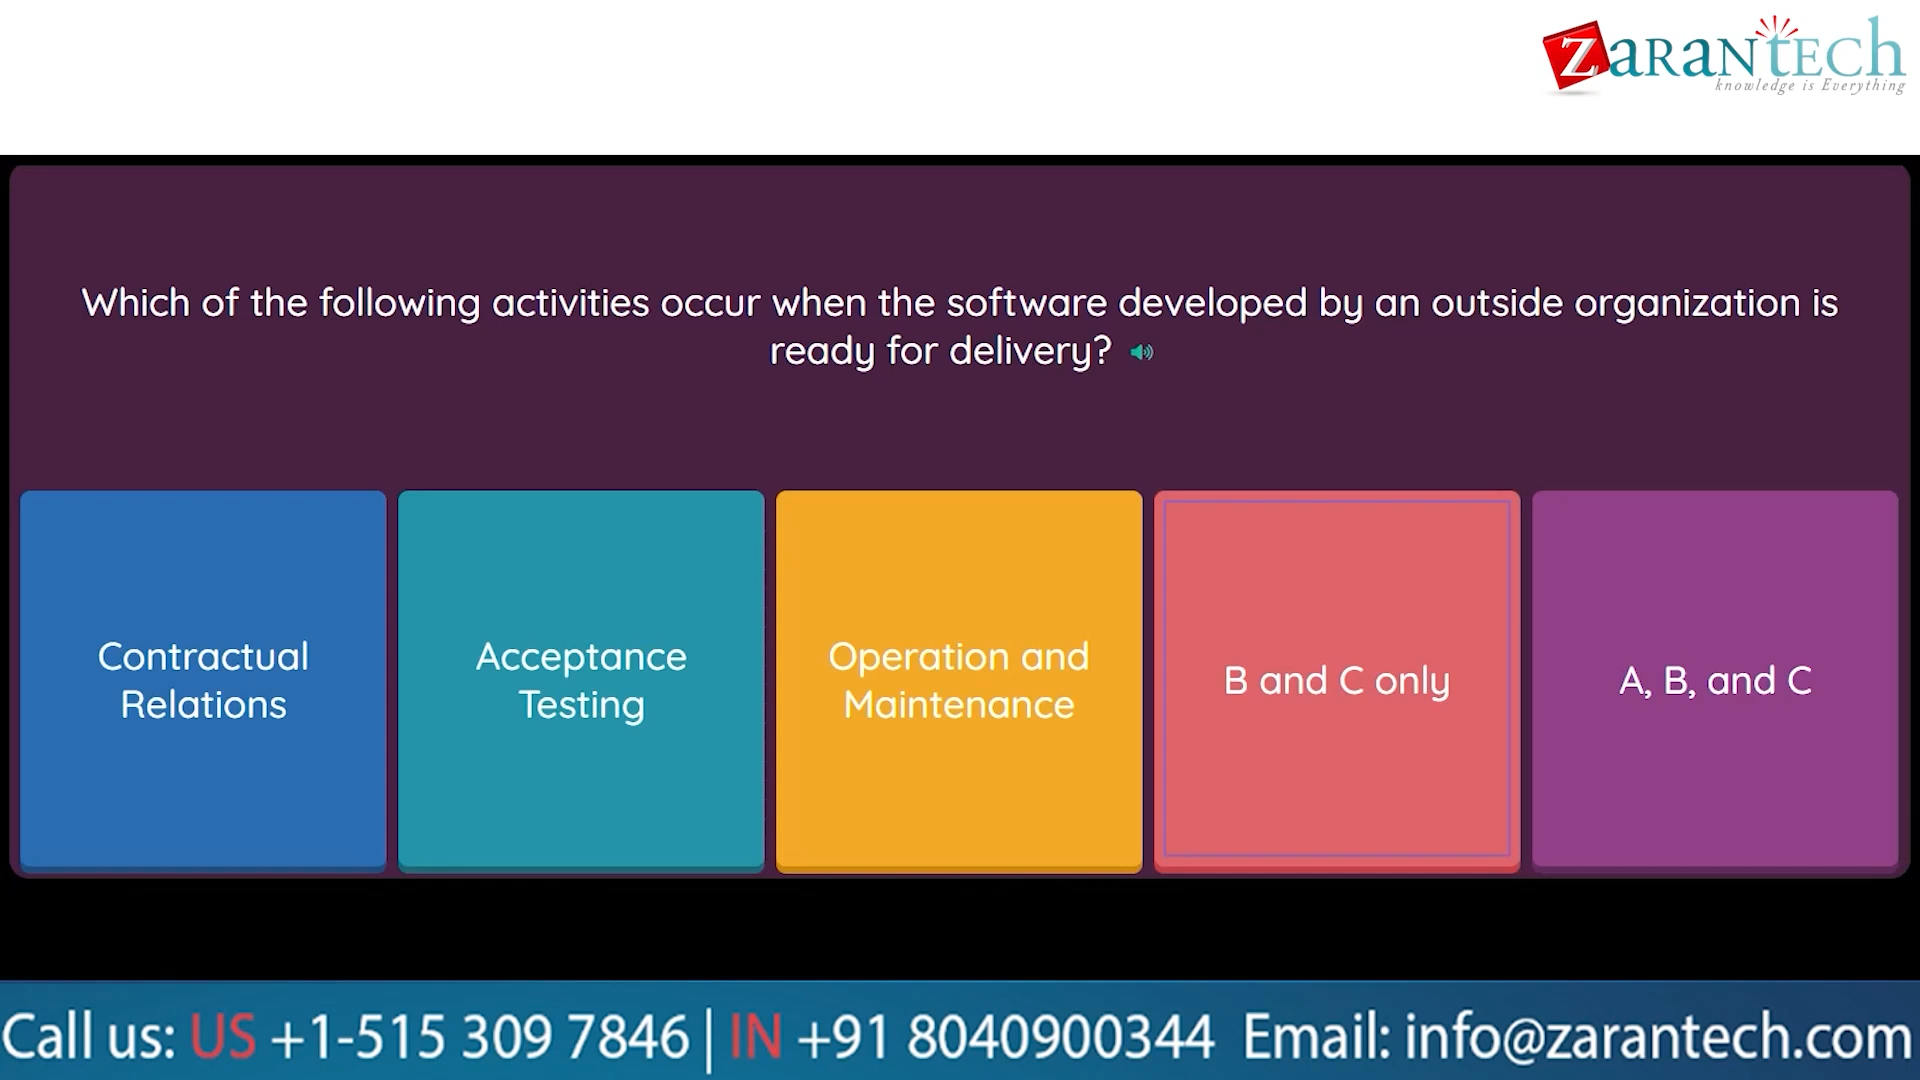 ZaranTech
knowledge is Everything
Which of the following activities occur when the software developed by an outside organization is
ready for delivery?
Contractual
Relations
Acceptance
Testing
Operation and
Maintenance
B and C only
A, B, and C
Call us: US +1-515 309 7846 | IN +91 8040900344 Email: info@zarantech.com